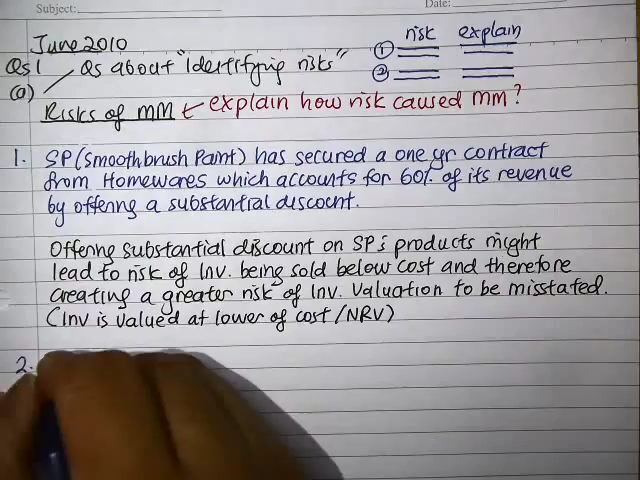 Subject:
Date:
June 2010
risk explain
Qs 1 Qs about "identifying risks" ①
(a) ②
Risks of MM ← explain how risk caused MM?
1. SP (Smoothbrush Paint) has secured a one yr contract
from Homewares which accounts for 60% of its revenue
by offering a substantial discount.
Offering substantial discount on SP's products might
lead to risk of Inv. being sold below cost and therefore
creating a greater risk of Inv. valuation to be misstated.
(Inv is valued at lower of cost/NRV)
2.